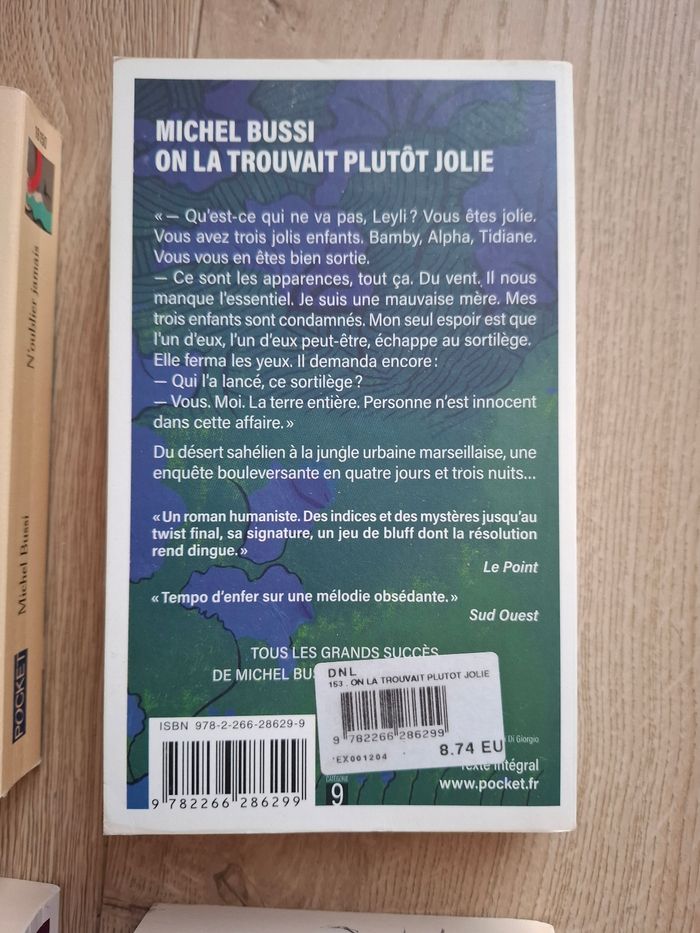 MICHEL BUSSI
ON LA TROUVAIT PLUTÔT JOLIE
« — Qu'est-ce qui ne va pas, Leyli ? Vous êtes jolie.
Vous avez trois jolis enfants. Bamby, Alpha, Tidiane.
Vous vous en êtes bien sortie.
— Ce sont les apparences, tout ça. Du vent. Il nous
manque l'essentiel. Je suis une mauvaise mère. Mes
trois enfants sont condamnés. Mon seul espoir est que
l'un d'eux, l'un d'eux peut-être, échappe au sortilège.
Elle ferma les yeux. Il demanda encore :
— Qui l'a lancé, ce sortilège ?
— Vous. Moi. La terre entière. Personne n'est innocent
dans cette affaire. »
Du désert sahélien à la jungle urbaine marseillaise, une
enquête bouleversante en quatre jours et trois nuits...
« Un roman humaniste. Des indices et des mystères jusqu'au
twist final, sa signature, un jeu de bluff dont la résolution
rend dingue. »
Le Point
« Tempo d'enfer sur une mélodie obsédante. »
Sud Ouest
TOUS LES GRANDS SUCCÈS
DE MICHEL BUS
DNL
153 . ON LA TROUVAIT PLUTOT JOLIE
9 782266 286299
'EX001204
8.74 EU
ISBN 978-2-266-28629-9
9 782266 286299
CATÉGORIE
9
Di Giorgio
Texte intégral
www.pocket.fr
N'oublier jamais
Michel Bussi
POCKET